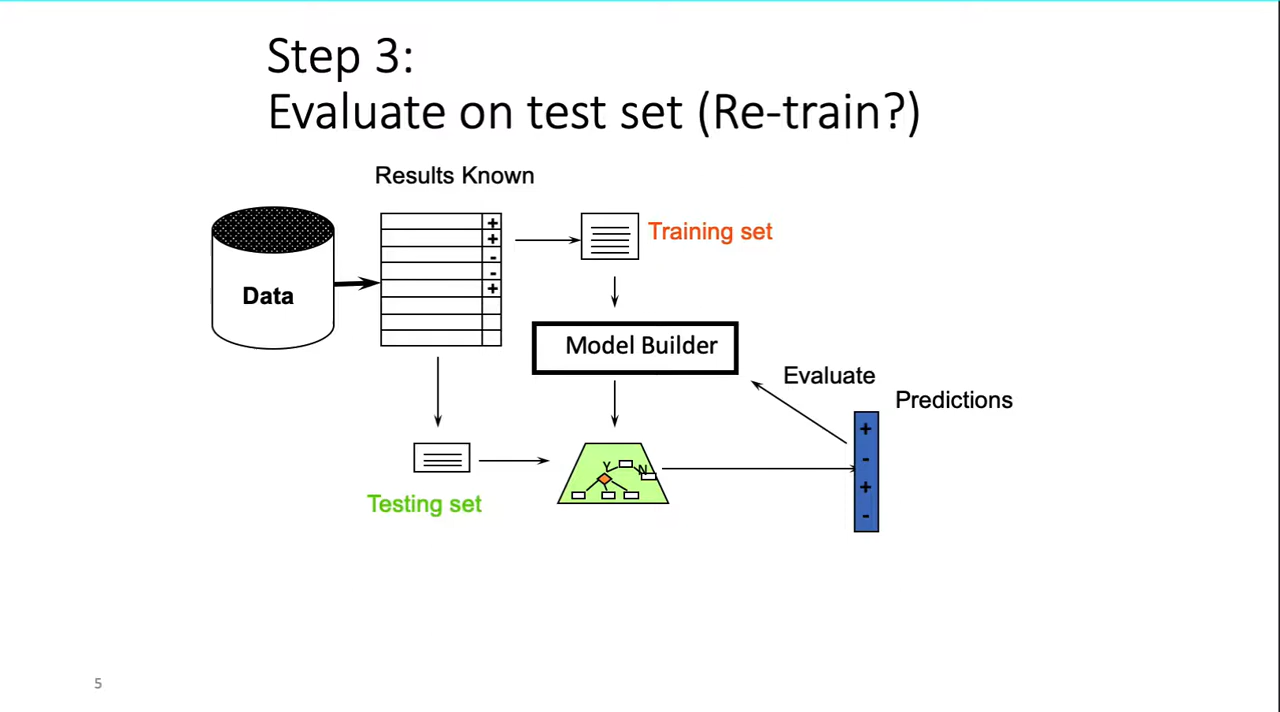 Step 3:
Evaluate on test set (Re-train?)
Results Known
+
+
-
-
+
Training set
Data
Model Builder
Evaluate
Predictions
+
-
+
-
Y
N
Testing set
5